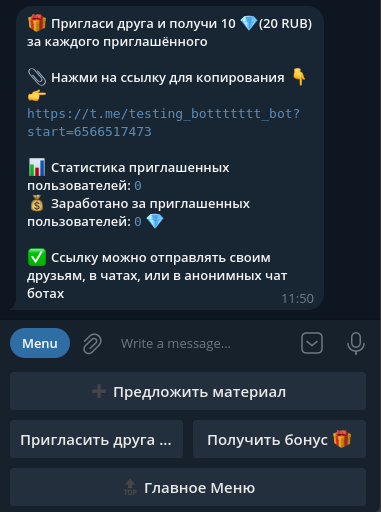 🎁 Пригласи друга и получи 10 💎(20 RUB)
за каждого приглашённого
📎 Нажми на ссылку для копирования 👇
👉
https://t.me/testing_bottttttt_bot?
start=6566517473
📊 Статистика приглашенных
пользователей: 0
💰 Заработано за приглашенных
пользователей: 0 💎
✅ Ссылку можно отправлять своим
друзьям, в чатах, или в анонимных чат
ботах
11:50
Menu
Write a message...
➕ Предложить материал
Пригласить друга ...
Получить бонус 🎁
🔝 Главное Меню